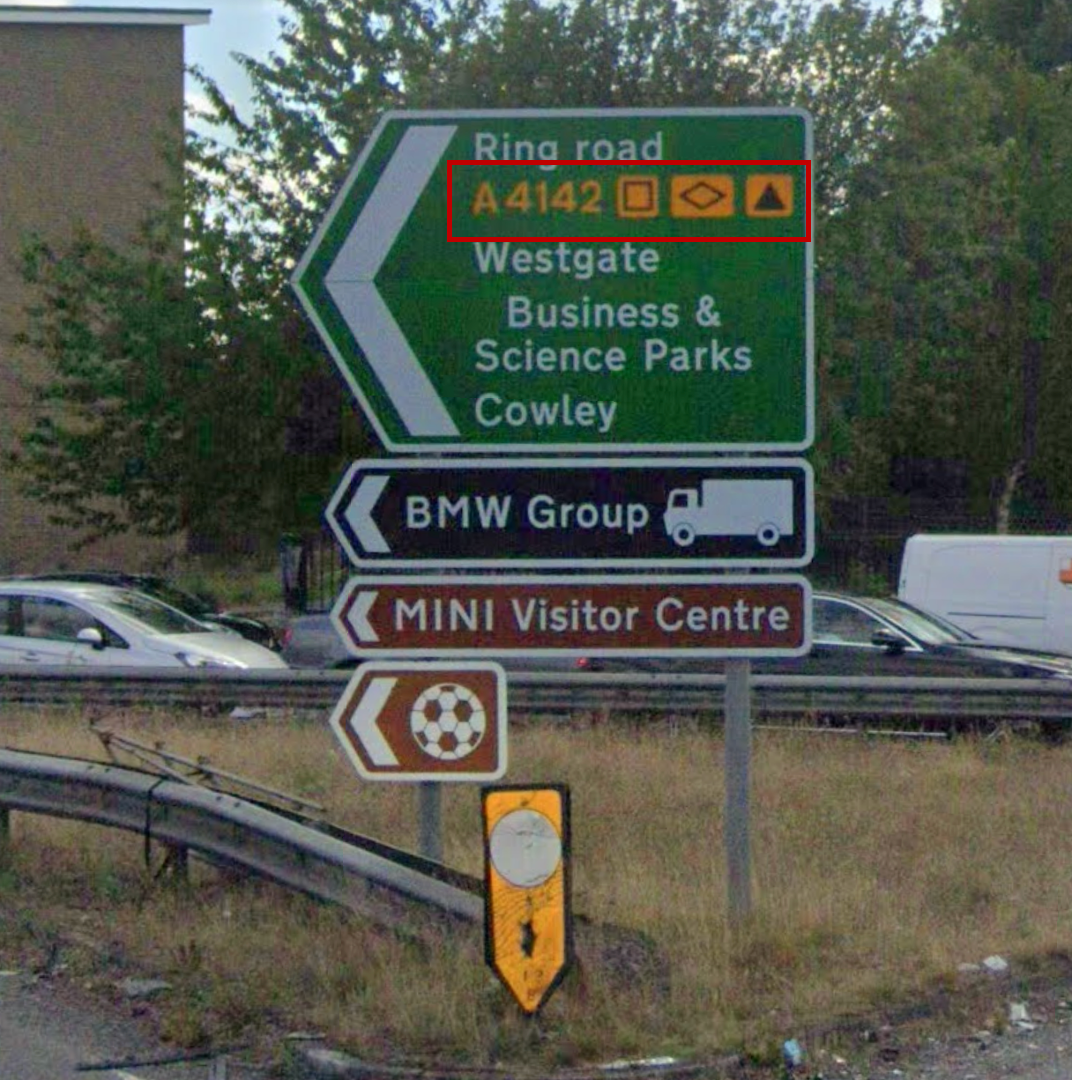 Ring road
A4142
Westgate
Business &
Science Parks
Cowley
BMW Group
MINI Visitor Centre